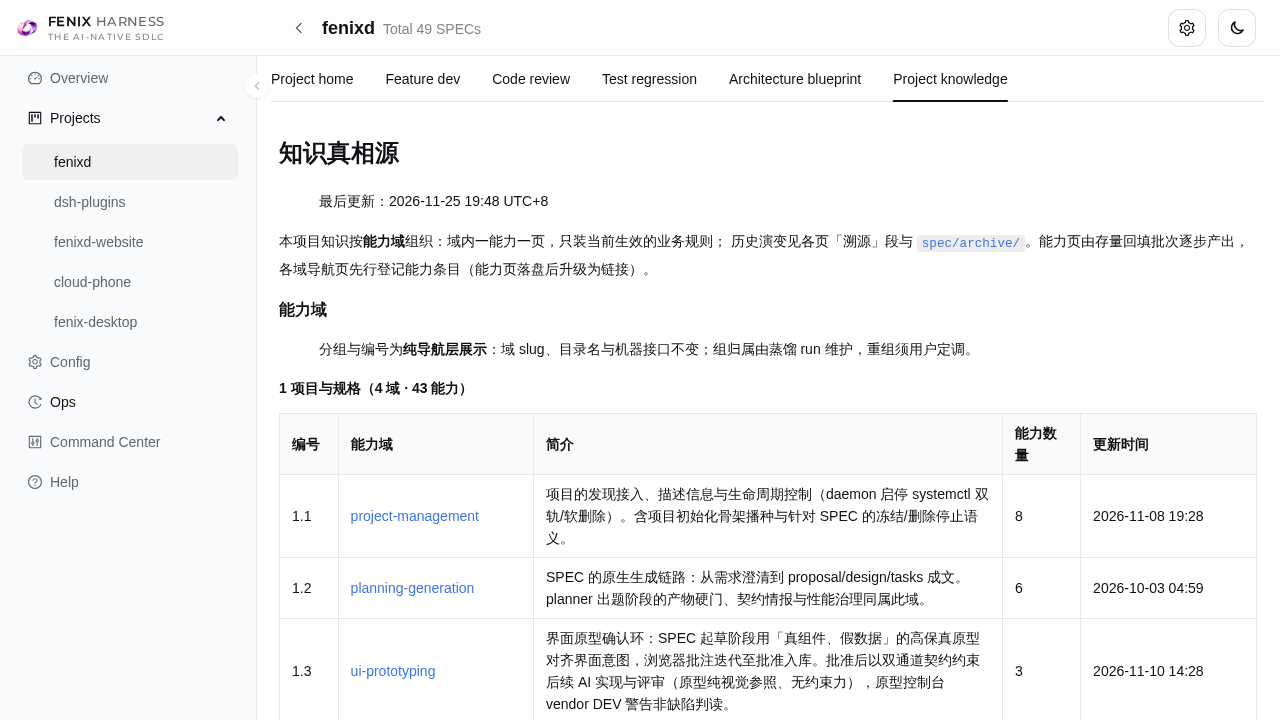 FENIX HARNESS
THE AI-NATIVE SDLC
fenixd Total 49 SPECs
Overview
Projects
fenixd
dsh-plugins
fenixd-website
cloud-phone
fenix-desktop
Config
Ops
Command Center
Help
Project home Feature dev Code review Test regression Architecture blueprint Project knowledge
知识真相源
最后更新：2026-11-25 19:48 UTC+8
本项目知识按能力域组织：域内一能力一页，只装当前生效的业务规则； 历史演变见各页「溯源」段与 spec/archive/。能力页由存量回填批次逐步产出，
各域导航页先行登记能力条目（能力页落盘后升级为链接）。
能力域
分组与编号为纯导航层展示：域 slug、目录名与机器接口不变；组归属由蒸馏 run 维护，重组须用户定调。
1 项目与规格（4 域 · 43 能力）
编号 能力域 简介 能力数
量 更新时间
1.1 project-management 项目的发现接入、描述信息与生命周期控制（daemon 启停 systemctl 双
轨/软删除）。含项目初始化骨架播种与针对 SPEC 的冻结/删除停止语
义。 8 2026-11-08 19:28
1.2 planning-generation SPEC 的原生生成链路：从需求澄清到 proposal/design/tasks 成文。
planner 出题阶段的产物硬门、契约情报与性能治理同属此域。 6 2026-10-03 04:59
1.3 ui-prototyping 界面原型确认环：SPEC 起草阶段用「真组件、假数据」的高保真原型
对齐界面意图，浏览器批注迭代至批准入库。批准后以双通道契约约束
后续 AI 实现与评审（原型纯视觉参照、无约束力），原型控制台
vendor DEV 警告非缺陷判读。 3 2026-11-10 14:28